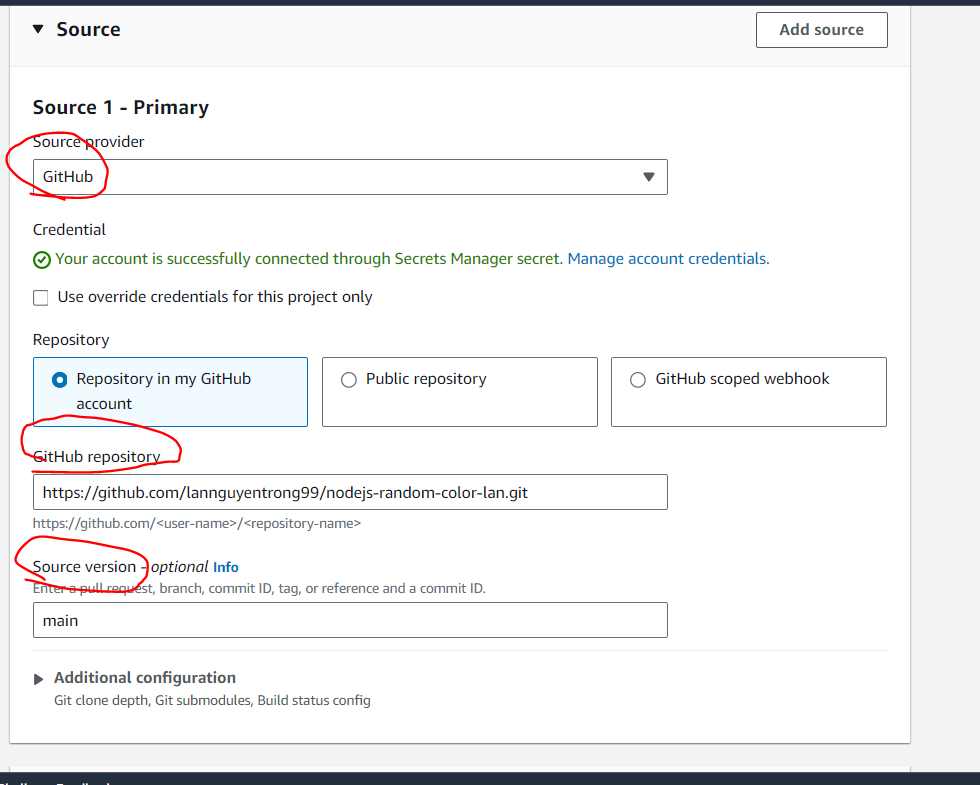 Source
Add source
Source 1 - Primary
Source provider
GitHub
Credential
Your account is successfully connected through Secrets Manager secret. Manage account credentials.
Use override credentials for this project only
Repository
Repository in my GitHub
account
Public repository
GitHub scoped webhook
GitHub repository
https://github.com/lannguyentrong99/nodejs-random-color-lan.git
https://github.com/<user-name>/<repository-name>
Source version - optional Info
Enter a pull request, branch, commit ID, tag, or reference and a commit ID.
main
Additional configuration
Git clone depth, Git submodules, Build status config